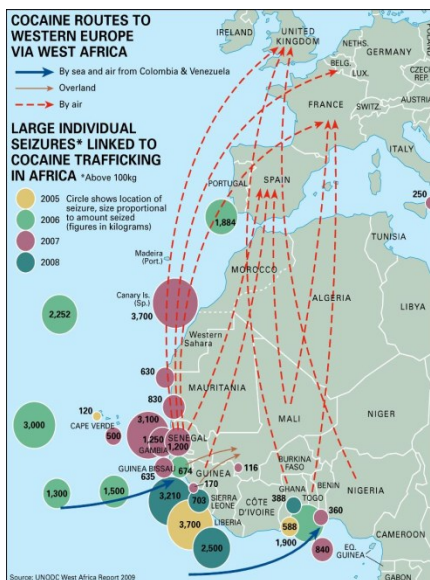 COCAINE ROUTES TO
WESTERN EUROPE
VIA WEST AFRICA
By sea and air from Colombia & Venezuela
Overland
By air
LARGE INDIVIDUAL
SEIZURES* LINKED TO
COCAINE TRAFFICKING
IN AFRICA *Above 100kg
2005 Circle shows location of
seizure, size proportional
2006 to amount seized
(figures in kilograms)
2007
2008
IRELAND
UNITED
KINGDOM
NETHS.
GERMANY
POLAND
BELG.
LUX.
CZECH
REP.
FRANCE
SWITZ.
AUSTRIA
ITALY
PORTUGAL
SPAIN
250
1,884
TUNISIA
Madeira
(Port.)
MOROCCO
Canary Is.
(Sp.)
3,700
ALGERIA
LIBYA
2,252
Western
Sahara
630
MAURITANIA
830
MALI
NIGER
120
CAPE VERDE
3,000
500
3,100
1,250
SENEGAL
1,200
GAMBIA
GUINEA BISSAU
635
674
GUINEA
170
116
BURKINA
FASO
BENIN
NIGERIA
1,300
1,500
3,210
703
SIERRA
LEONE
CÔTE
D'IVOIRE
GHANA
388
TOGO
360
3,700
LIBERIA
588
1,900
2,500
840
CAMEROON
EQ.
GUINEA
GABON
Source: UNODC West Africa Report 2009